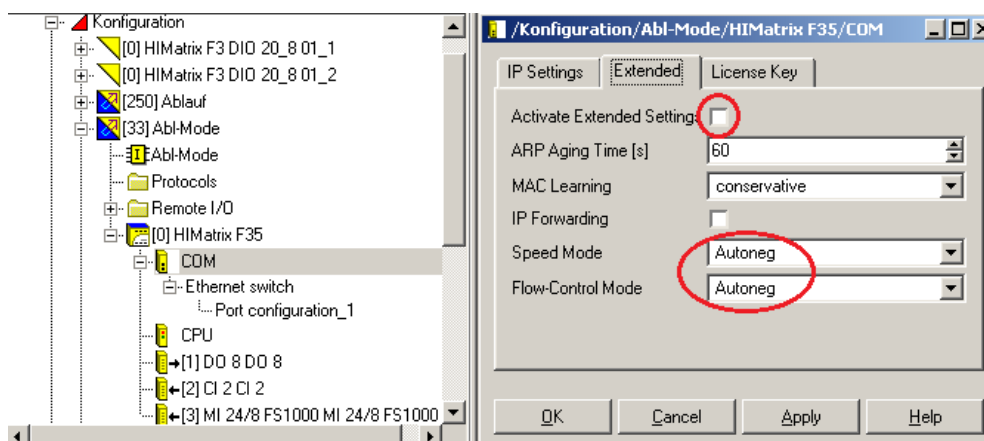 Konfiguration
[0] HIMatrix F3 DIO 20_8 01_1
[0] HIMatrix F3 DIO 20_8 01_2
[250] Ablauf
[33] Abl-Mode
Abl-Mode
Protocols
Remote I/O
[0] HIMatrix F35
COM
Ethernet switch
Port configuration_1
CPU
[1] DO 8 DO 8
[2] CI 2 CI 2
[3] MI 24/8 FS1000 MI 24/8 FS1000
/Konfiguration/Abl-Mode/HIMatrix F35/COM
IP Settings Extended License Key
Activate Extended Settings
ARP Aging Time [s] 60
MAC Learning conservative
IP Forwarding
Speed Mode Autoneg
Flow-Control Mode Autoneg
OK Cancel Apply Help